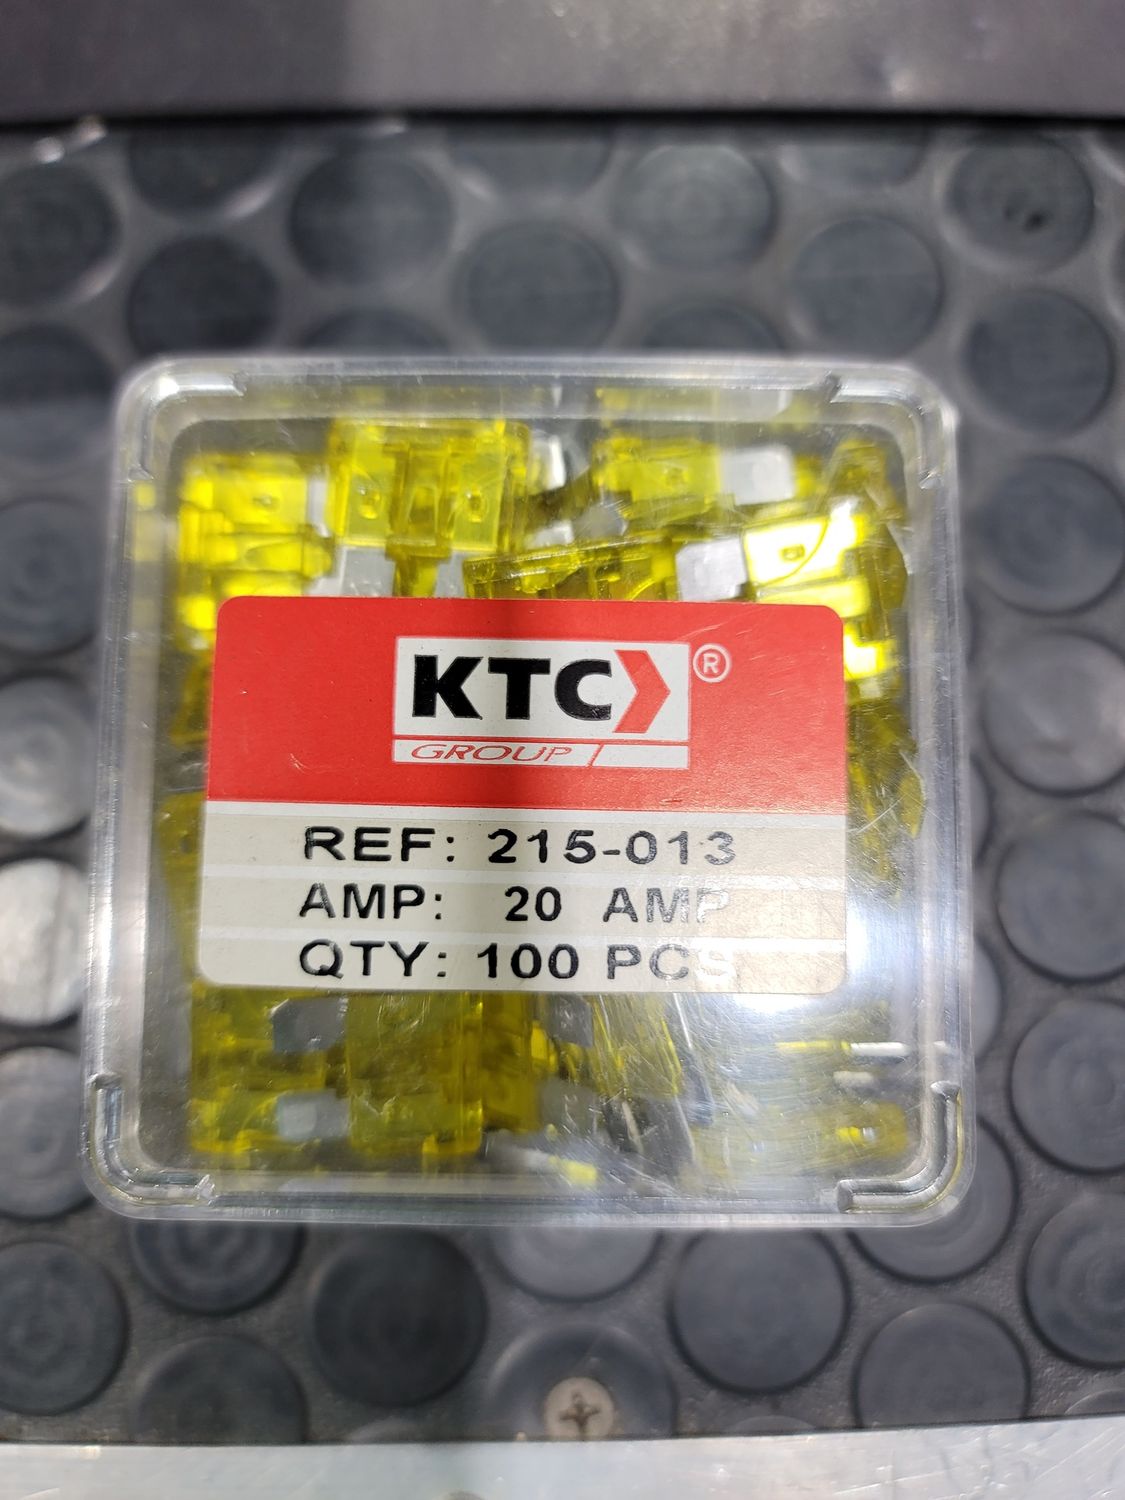 KTC ®
GROUP
REF: 215-013
AMP: 20 AMP
QTY: 100 PCS